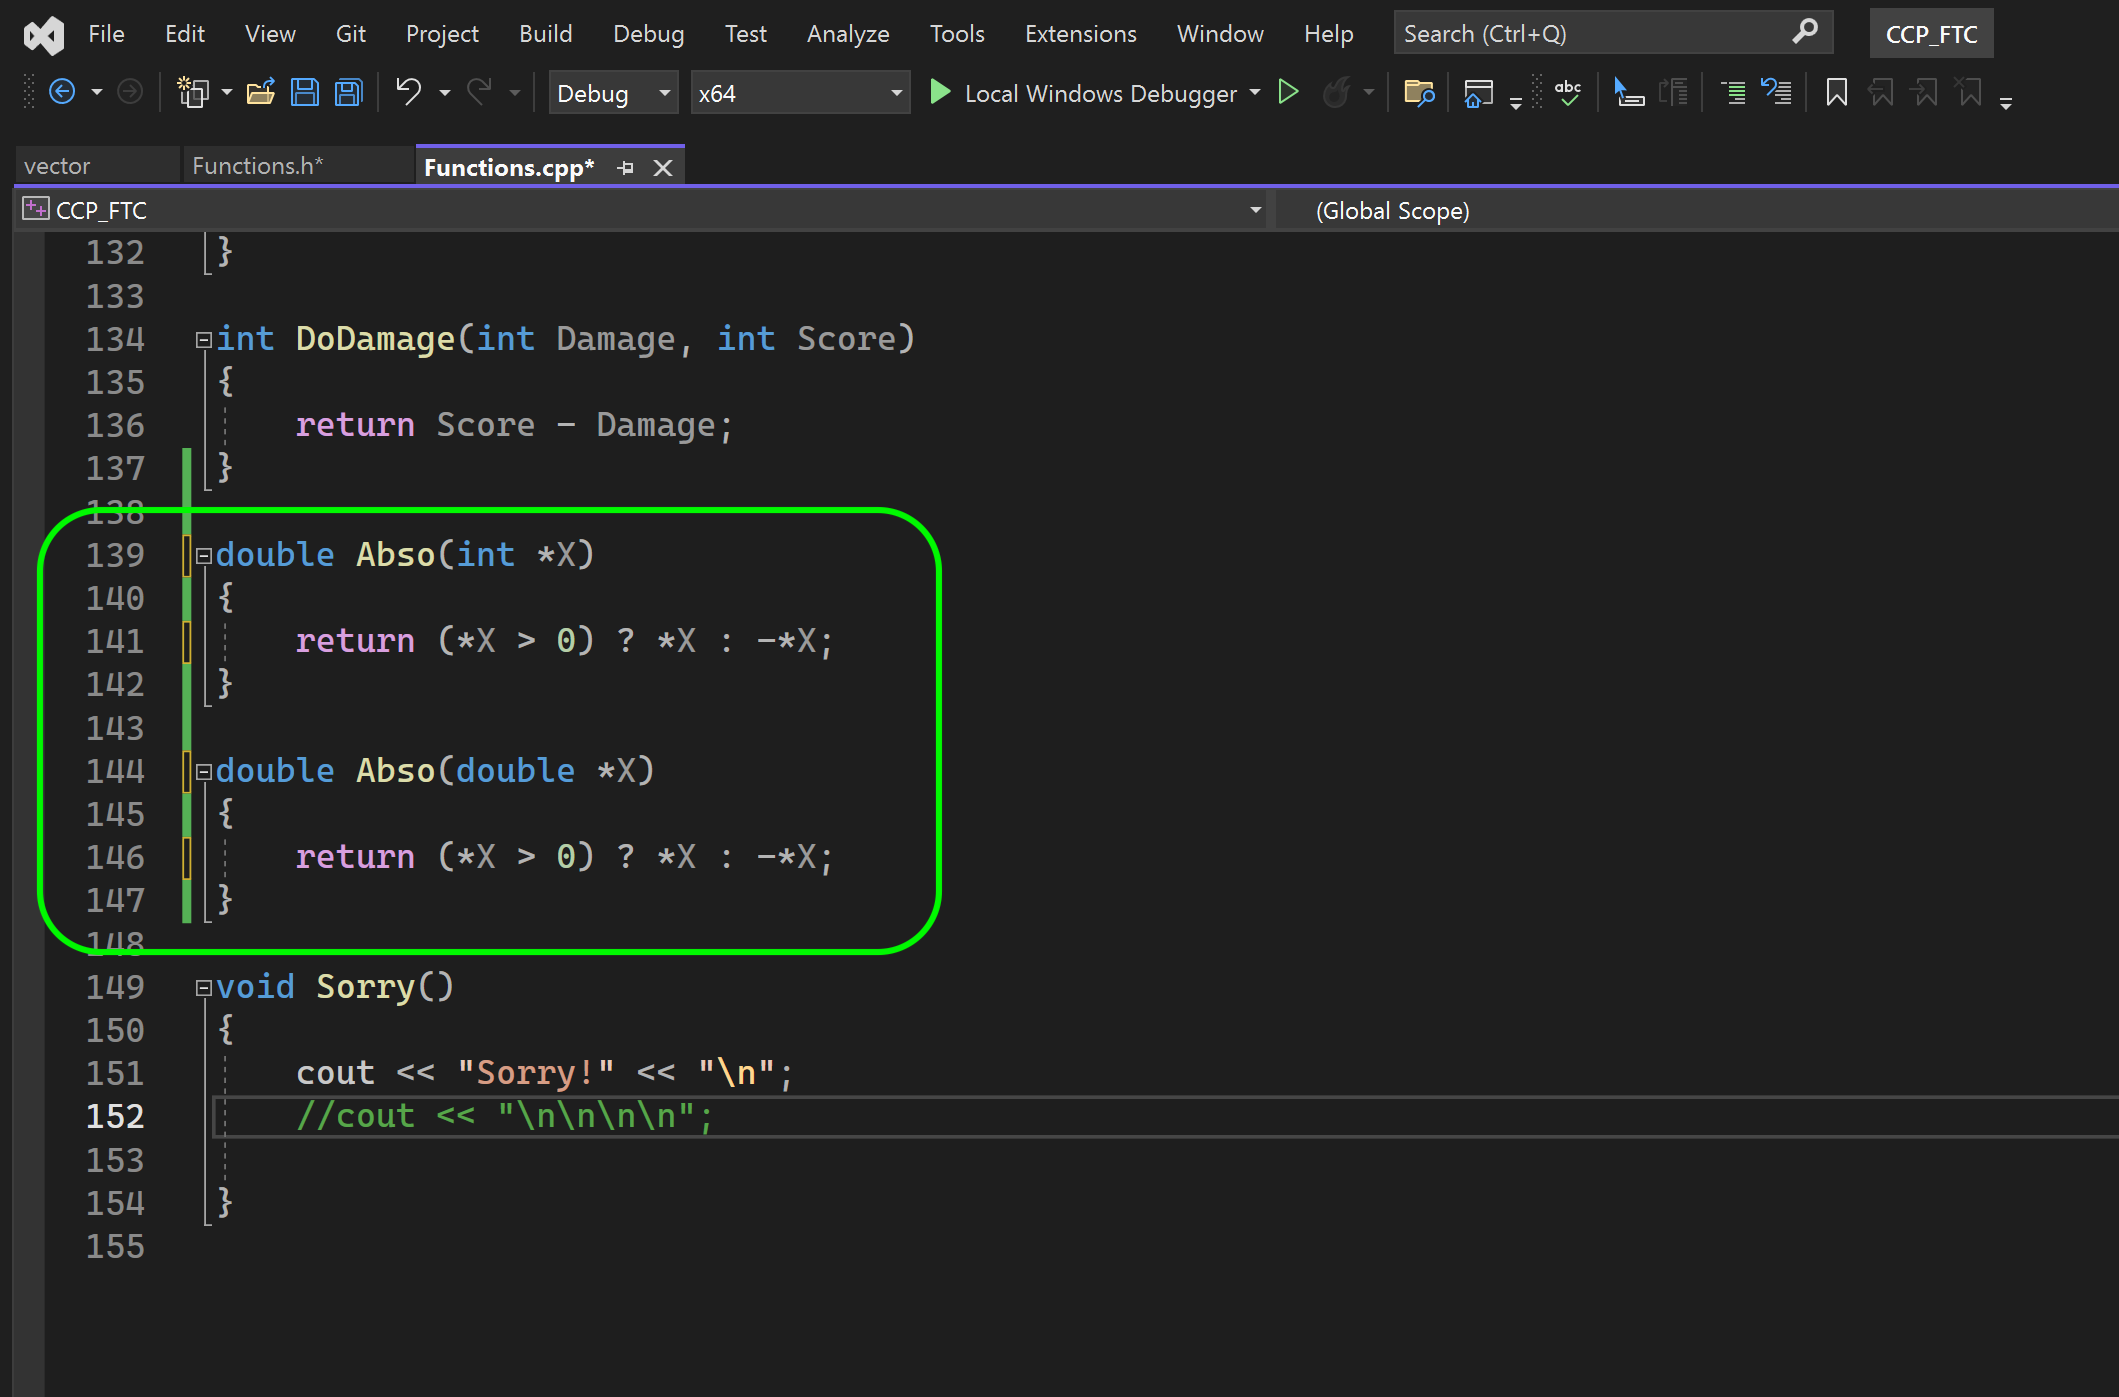 File Edit View Git Project Build Debug Test Analyze Tools Extensions Window Help Search (Ctrl+Q) CCP_FTC
Debug x64 Local Windows Debugger abc
vector Functions.h* Functions.cpp*
CCP_FTC (Global Scope)
132 }
133
134 int DoDamage(int Damage, int Score)
135 {
136 return Score - Damage;
137 }
138
139 double Abso(int *X)
140 {
141 return (*X > 0) ? *X : -*X;
142 }
143
144 double Abso(double *X)
145 {
146 return (*X > 0) ? *X : -*X;
147 }
148
149 void Sorry()
150 {
151 cout << "Sorry!" << "\n";
152 //cout << "\n\n\n\n";
153
154 }
155